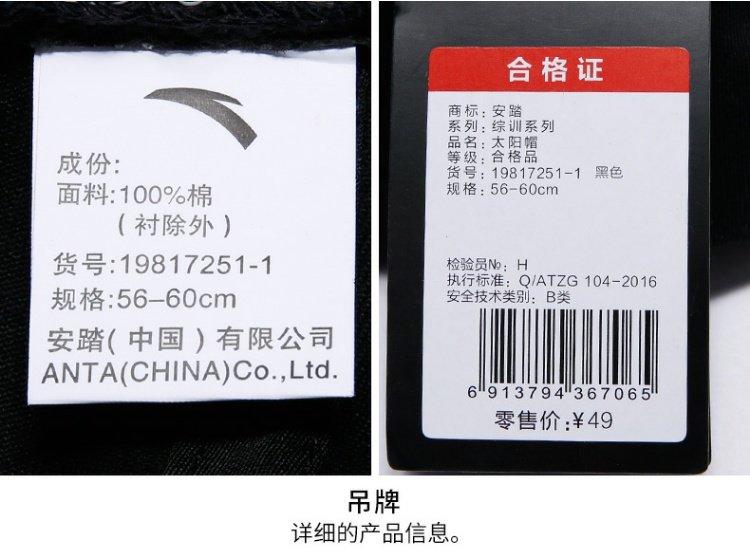 成份:
面料:100%棉
（衬除外）
货号:19817251-1
规格:56–60cm
安踏(中国)有限公司
ANTA(CHINA)Co.,Ltd.
合格证
商标: 安踏
系列: 综训系列
品名: 太阳帽
等级: 合格品
货号: 19817251-1 黑色
规格: 56-60cm
检验员№: H
执行标准: Q/ATZG 104-2016
安全技术类别: B类
6 913794 367065
零售价:¥49
吊牌
详细的产品信息。